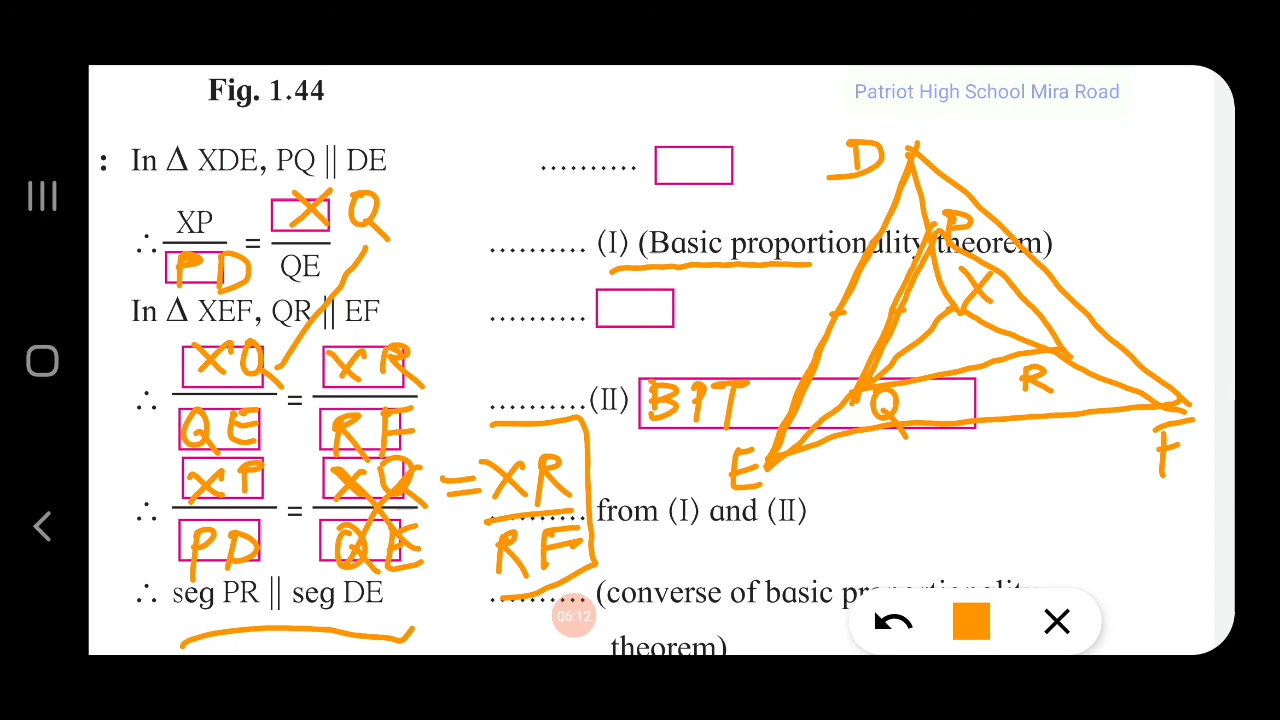 Fig. 1.44
Patriot High School Mira Road
: In Δ XDE, PQ || DE ..........
∴ XP / PD = XQ / QE .......... (I) (Basic proportionality theorem)
In Δ XEF, QR || EF ..........
∴ XQ / QE = XR / RF ..........(II) BPT
∴ XP / PD = XQ / QE = XR / RF .......... from (I) and (II)
∴ seg PR || seg DE .......... (converse of basic proportionality
theorem)
06:12
D
P
X
R
Q
E
F